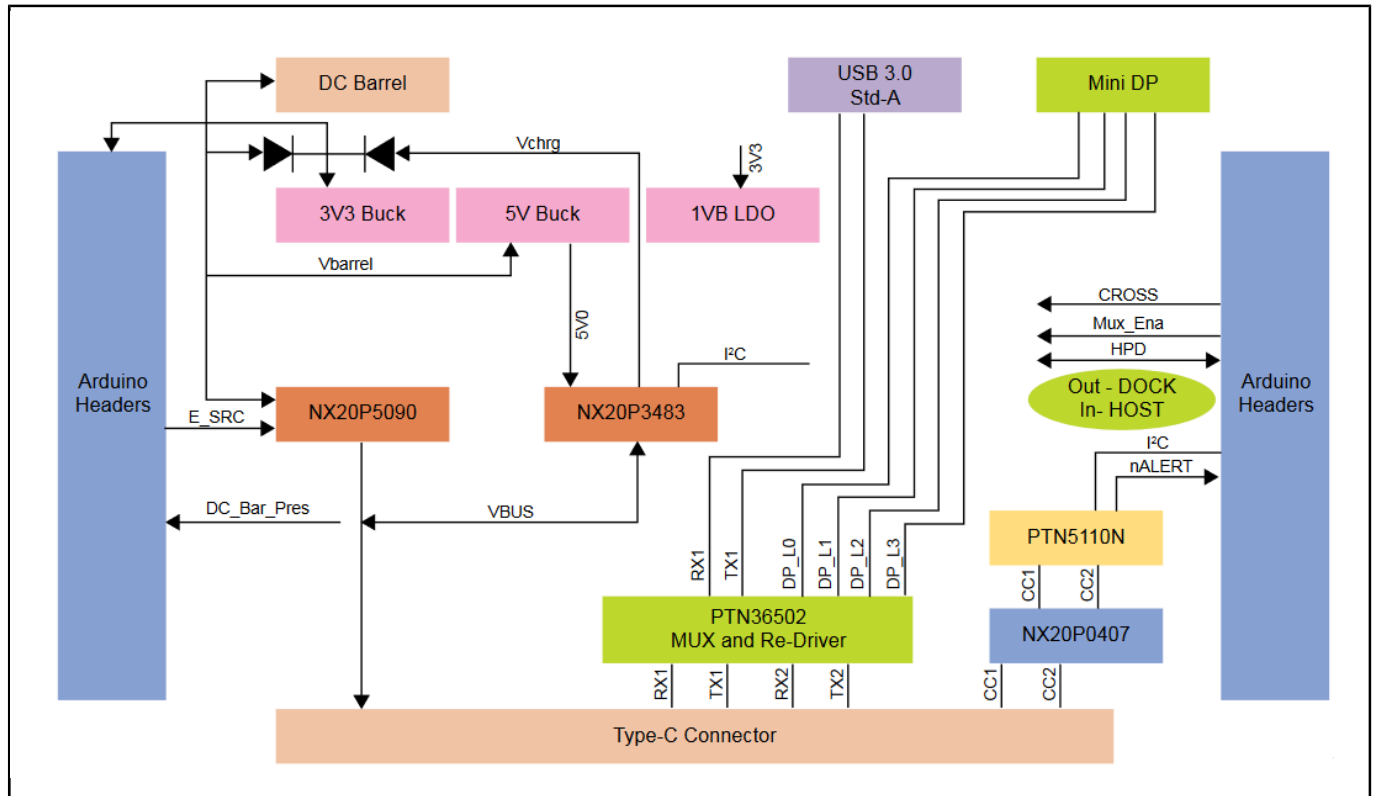 DC Barrel
USB 3.0
Std-A
Mini DP
Vchrg
3V3
3V3 Buck
5V Buck
1VB LDO
Vbarrel
5V0
CROSS
Mux_Ena
HPD
Out - DOCK
In- HOST
Arduino
Headers
Arduino
Headers
I²C
NX20P5090
NX20P3483
E_SRC
I²C
nALERT
DC_Bar_Pres
VBUS
PTN5110N
RX1
TX1
DP_L0
DP_L1
DP_L2
DP_L3
CC1
CC2
PTN36502
MUX and Re-Driver
NX20P0407
RX1
TX1
RX2
TX2
CC1
CC2
Type-C Connector